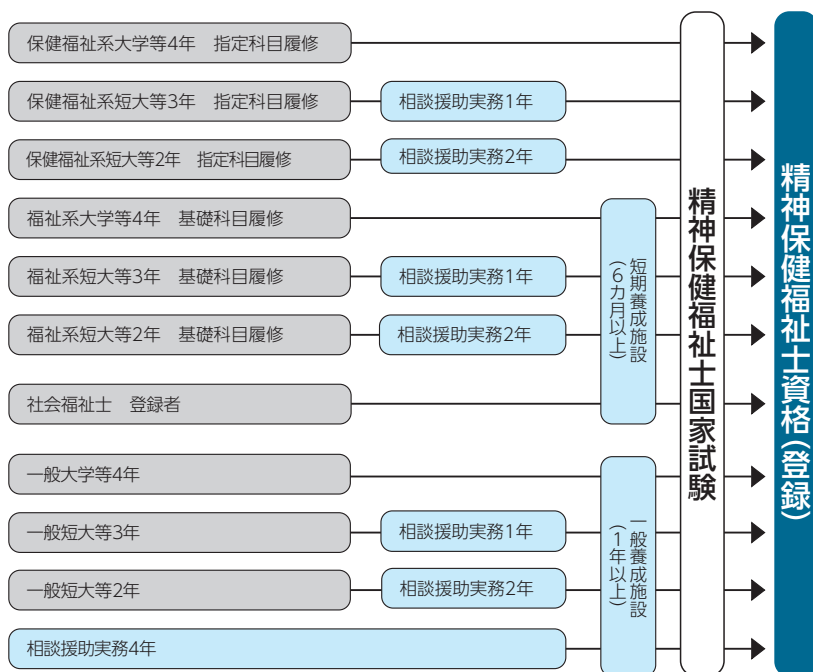 保健福祉系大学等4年　指定科目履修
保健福祉系短大等3年　指定科目履修
相談援助実務1年
保健福祉系短大等2年　指定科目履修
相談援助実務2年
福祉系大学等4年　基礎科目履修
福祉系短大等3年　基礎科目履修
相談援助実務1年
福祉系短大等2年　基礎科目履修
相談援助実務2年
社会福祉士　登録者
短期養成施設
（6カ月以上）
一般大学等4年
一般短大等3年
相談援助実務1年
一般短大等2年
相談援助実務2年
相談援助実務4年
一般養成施設
（1年以上）
精神保健福祉士国家試験
精神保健福祉士資格（登録）